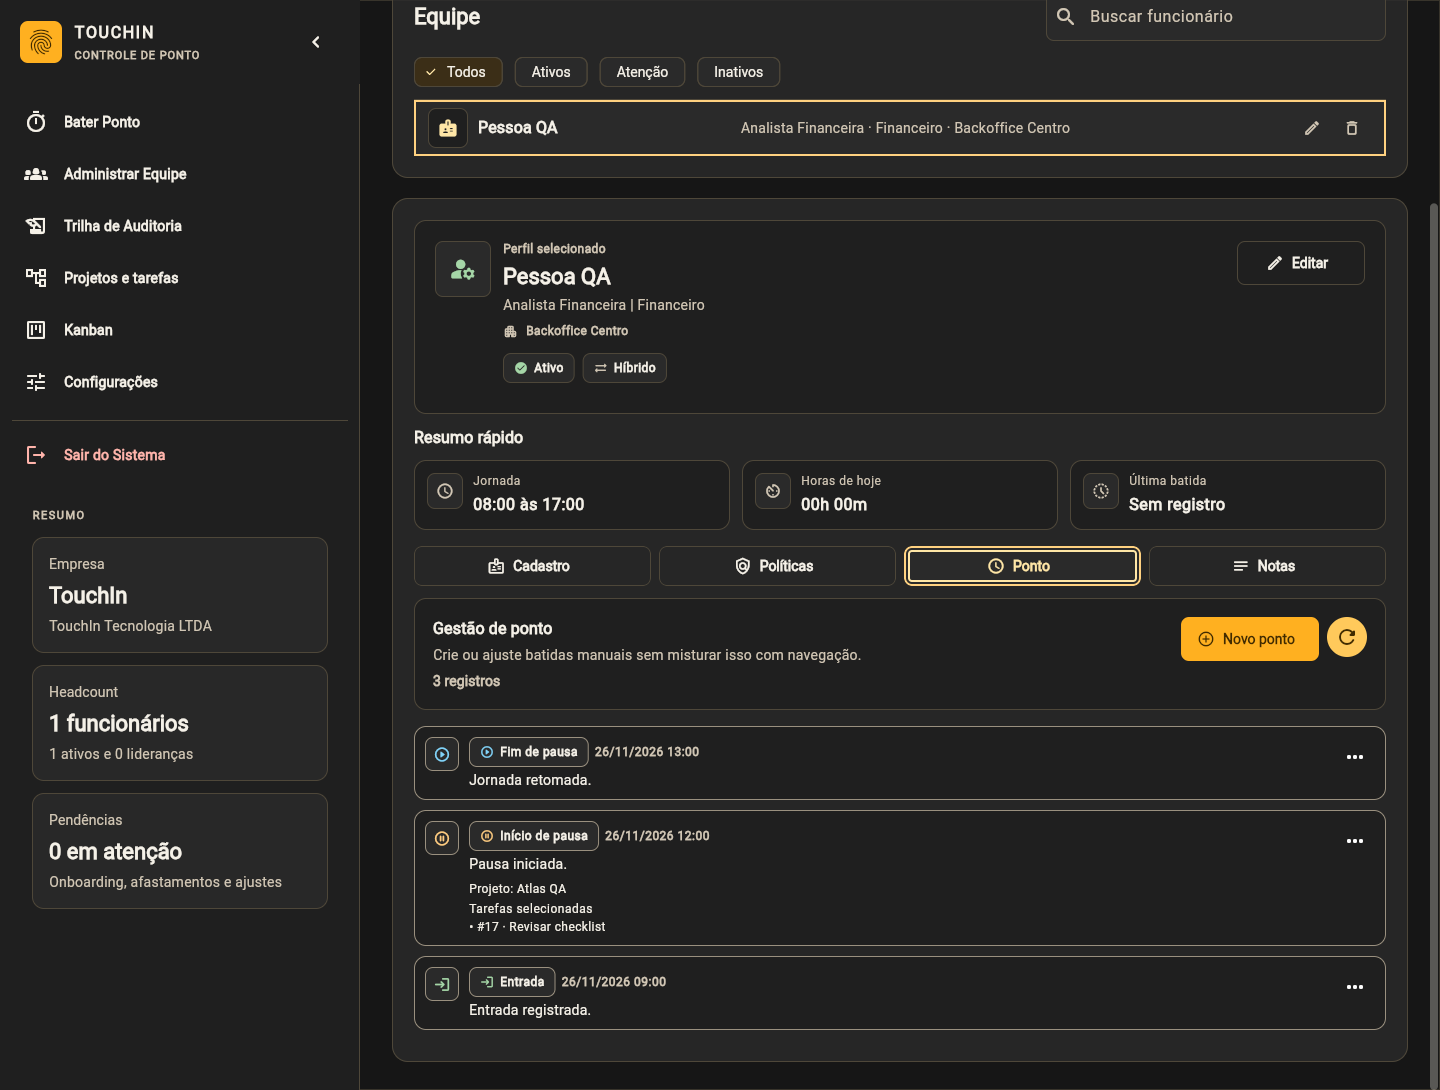 TOUCHIN
CONTROLE DE PONTO
Bater Ponto
Administrar Equipe
Trilha de Auditoria
Projetos e tarefas
Kanban
Configurações
Sair do Sistema
RESUMO
Empresa
TouchIn
TouchIn Tecnologia LTDA
Headcount
1 funcionários
1 ativos e 0 lideranças
Pendências
0 em atenção
Onboarding, afastamentos e ajustes
Equipe
Buscar funcionário
Todos
Ativos
Atenção
Inativos
Pessoa QA
Analista Financeira · Financeiro · Backoffice Centro
Perfil selecionado
Pessoa QA
Analista Financeira | Financeiro
Backoffice Centro
Ativo
Híbrido
Editar
Resumo rápido
Jornada
08:00 às 17:00
Horas de hoje
00h 00m
Última batida
Sem registro
Cadastro
Políticas
Ponto
Notas
Gestão de ponto
Crie ou ajuste batidas manuais sem misturar isso com navegação.
3 registros
Novo ponto
Fim de pausa 26/11/2026 13:00
Jornada retomada.
Início de pausa 26/11/2026 12:00
Pausa iniciada.
Projeto: Atlas QA
Tarefas selecionadas
• #17 · Revisar checklist
Entrada 26/11/2026 09:00
Entrada registrada.